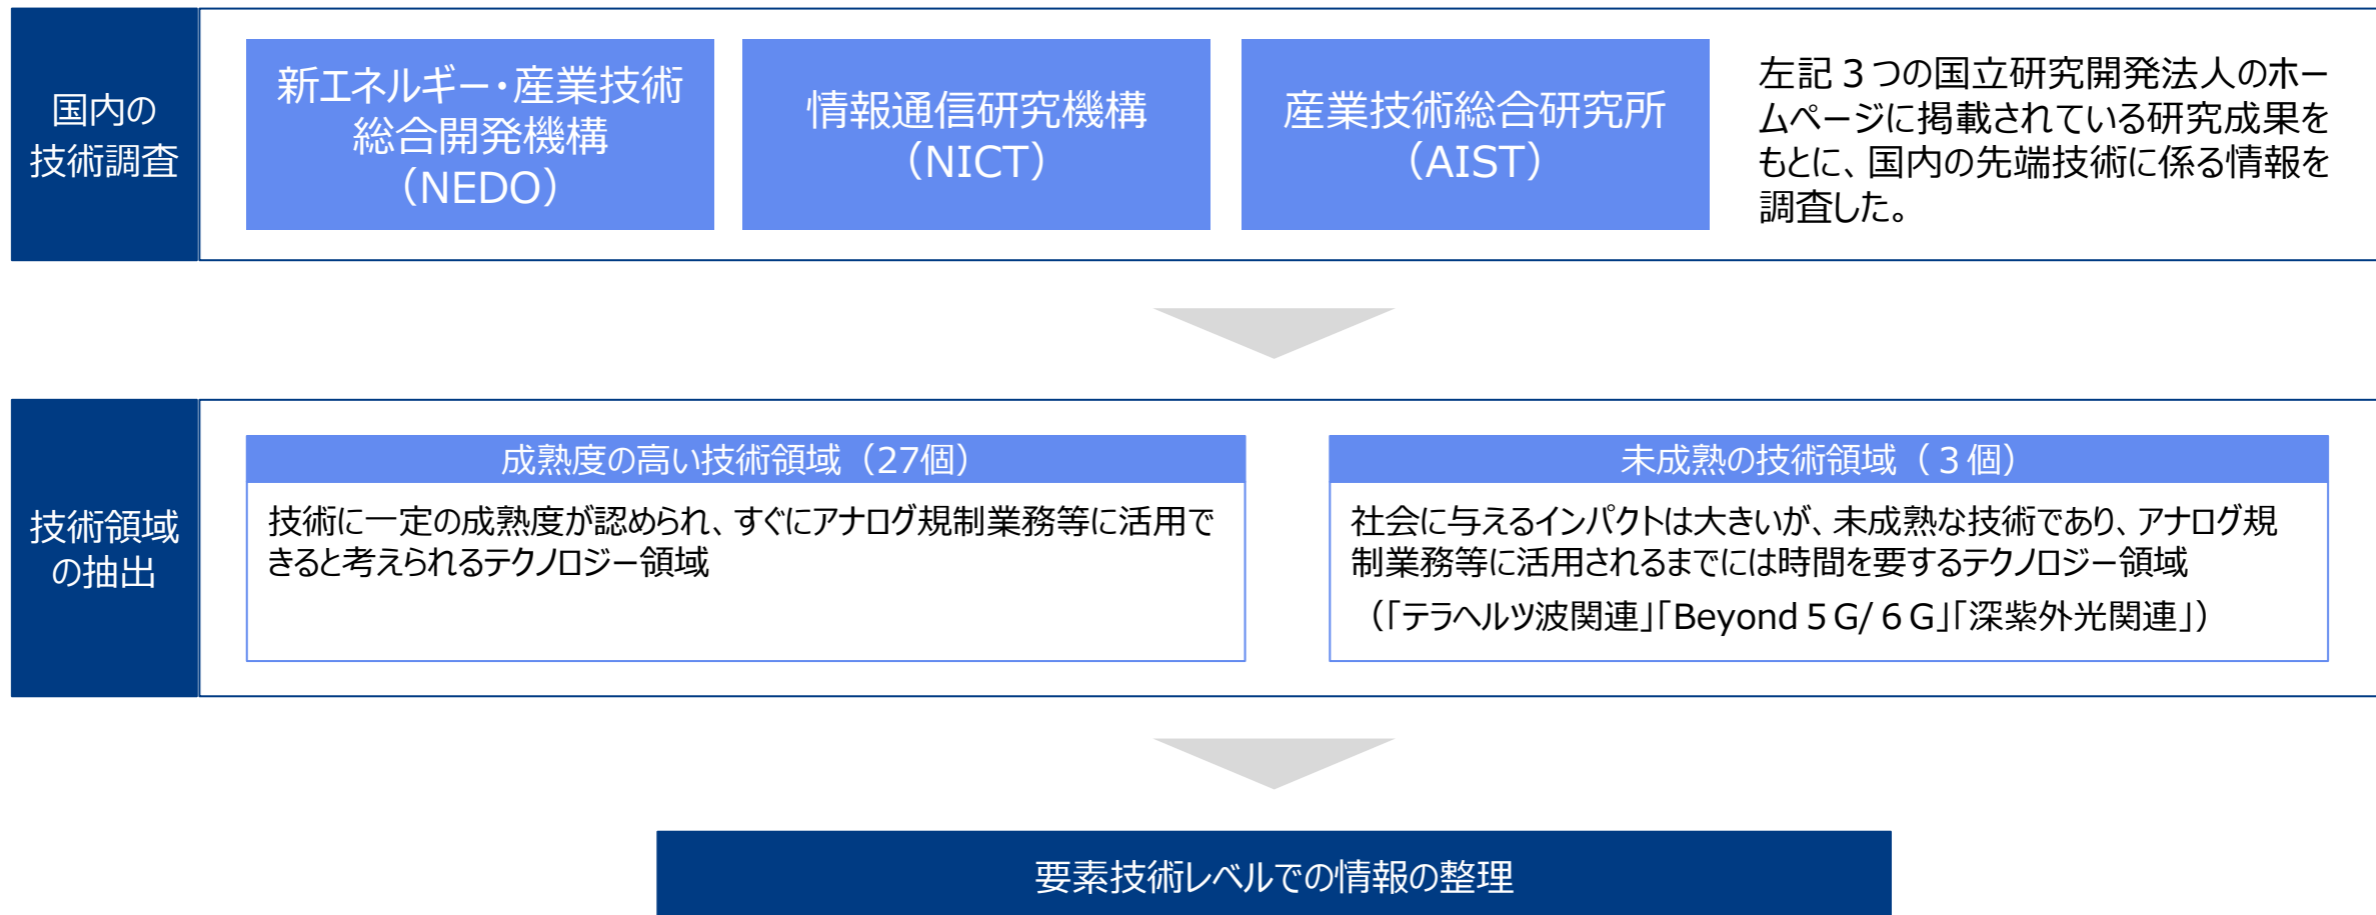 国内の
技術調査
新エネルギー・産業技術
総合開発機構
（NEDO）
情報通信研究機構
（NICT）
産業技術総合研究所
（AIST）
左記３つの国立研究開発法人のホー
ムページに掲載されている研究成果を
もとに、国内の先端技術に係る情報を
調査した。
技術領域
の抽出
成熟度の高い技術領域（27個）
技術に一定の成熟度が認められ、すぐにアナログ規制業務等に活用で
きると考えられるテクノロジー領域
未成熟の技術領域（３個）
社会に与えるインパクトは大きいが、未成熟な技術であり、アナログ規
制業務等に活用されるまでには時間を要するテクノロジー領域
（「テラヘルツ波関連」「Beyond５G/６G」「深紫外光関連」）
要素技術レベルでの情報の整理